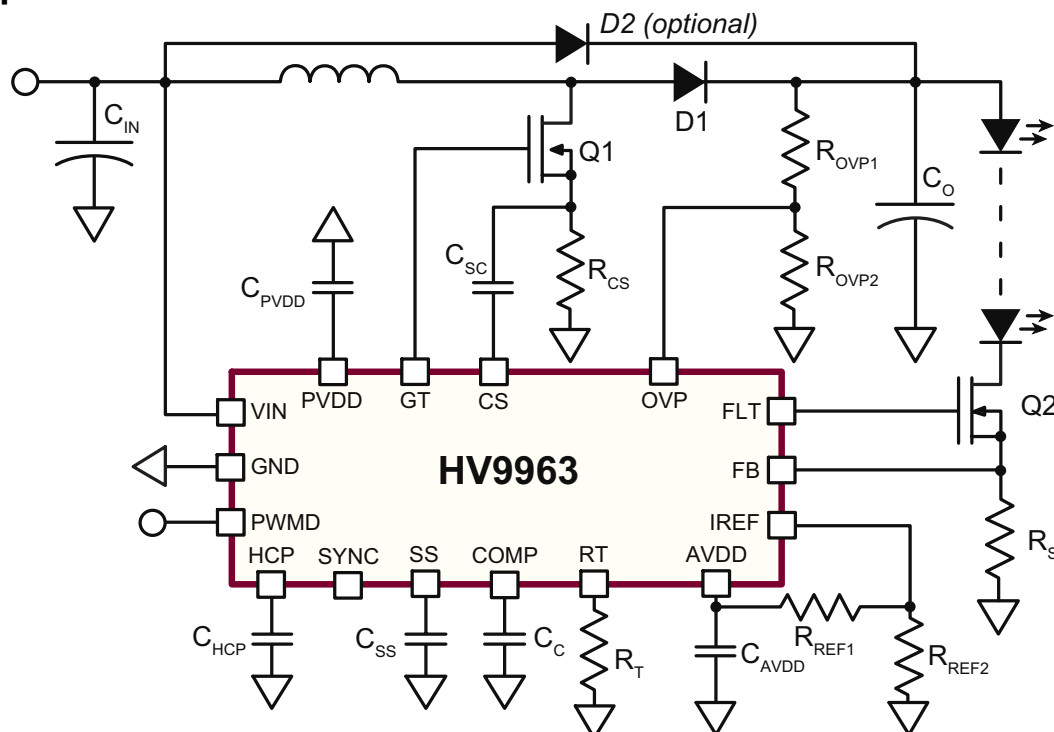 D2 (optional)
C_IN
D1
Q1
R_OVP1
C_O
C_SC
R_CS
R_OVP2
C_PVDD
PVDD
GT
CS
OVP
VIN
FLT
Q2
GND
HV9963
FB
PWMD
IREF
HCP
SYNC
SS
COMP
RT
AVDD
R_S
C_HCP
C_SS
C_C
R_T
C_AVDD
R_REF1
R_REF2